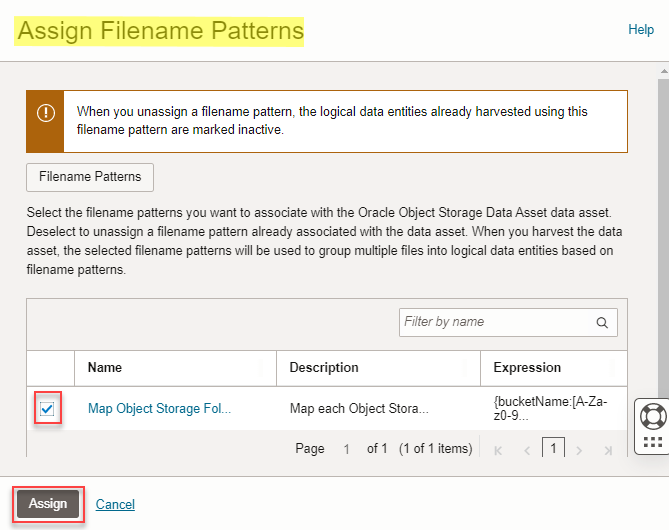 Assign Filename Patterns
Help
When you unassign a filename pattern, the logical data entities already harvested using this
filename pattern are marked inactive.
Filename Patterns
Select the filename patterns you want to associate with the Oracle Object Storage Data Asset data asset.
Deselect to unassign a filename pattern already associated with the data asset. When you harvest the data
asset, the selected filename patterns will be used to group multiple files into logical data entities based on
filename patterns.
Filter by name
Name Description Expression
Map Object Storage Fol... Map each Object Stora... {bucketName:[A-Za-
z0-9...
Page 1 of 1 (1 of 1 items) 1
Assign Cancel